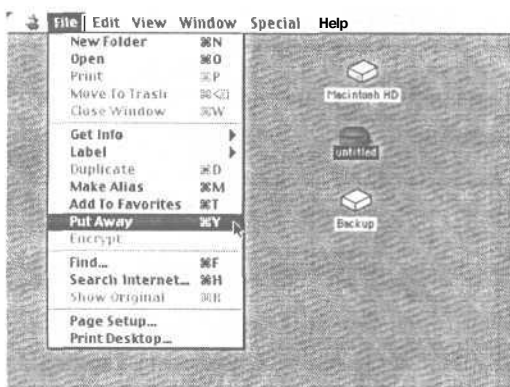 File Edit View Window Special Help
New Folder ⌘N
Open ⌘O
Print ⌘P
Move To Trash ⌘⌫
Close Window ⌘W
Get Info
Label
Duplicate ⌘D
Make Alias ⌘M
Add To Favorites ⌘T
Put Away ⌘Y
Encrypt
Find... ⌘F
Search Internet... ⌘H
Show Original ⌘R
Page Setup...
Print Desktop...
Macintosh HD
untitled
Backup